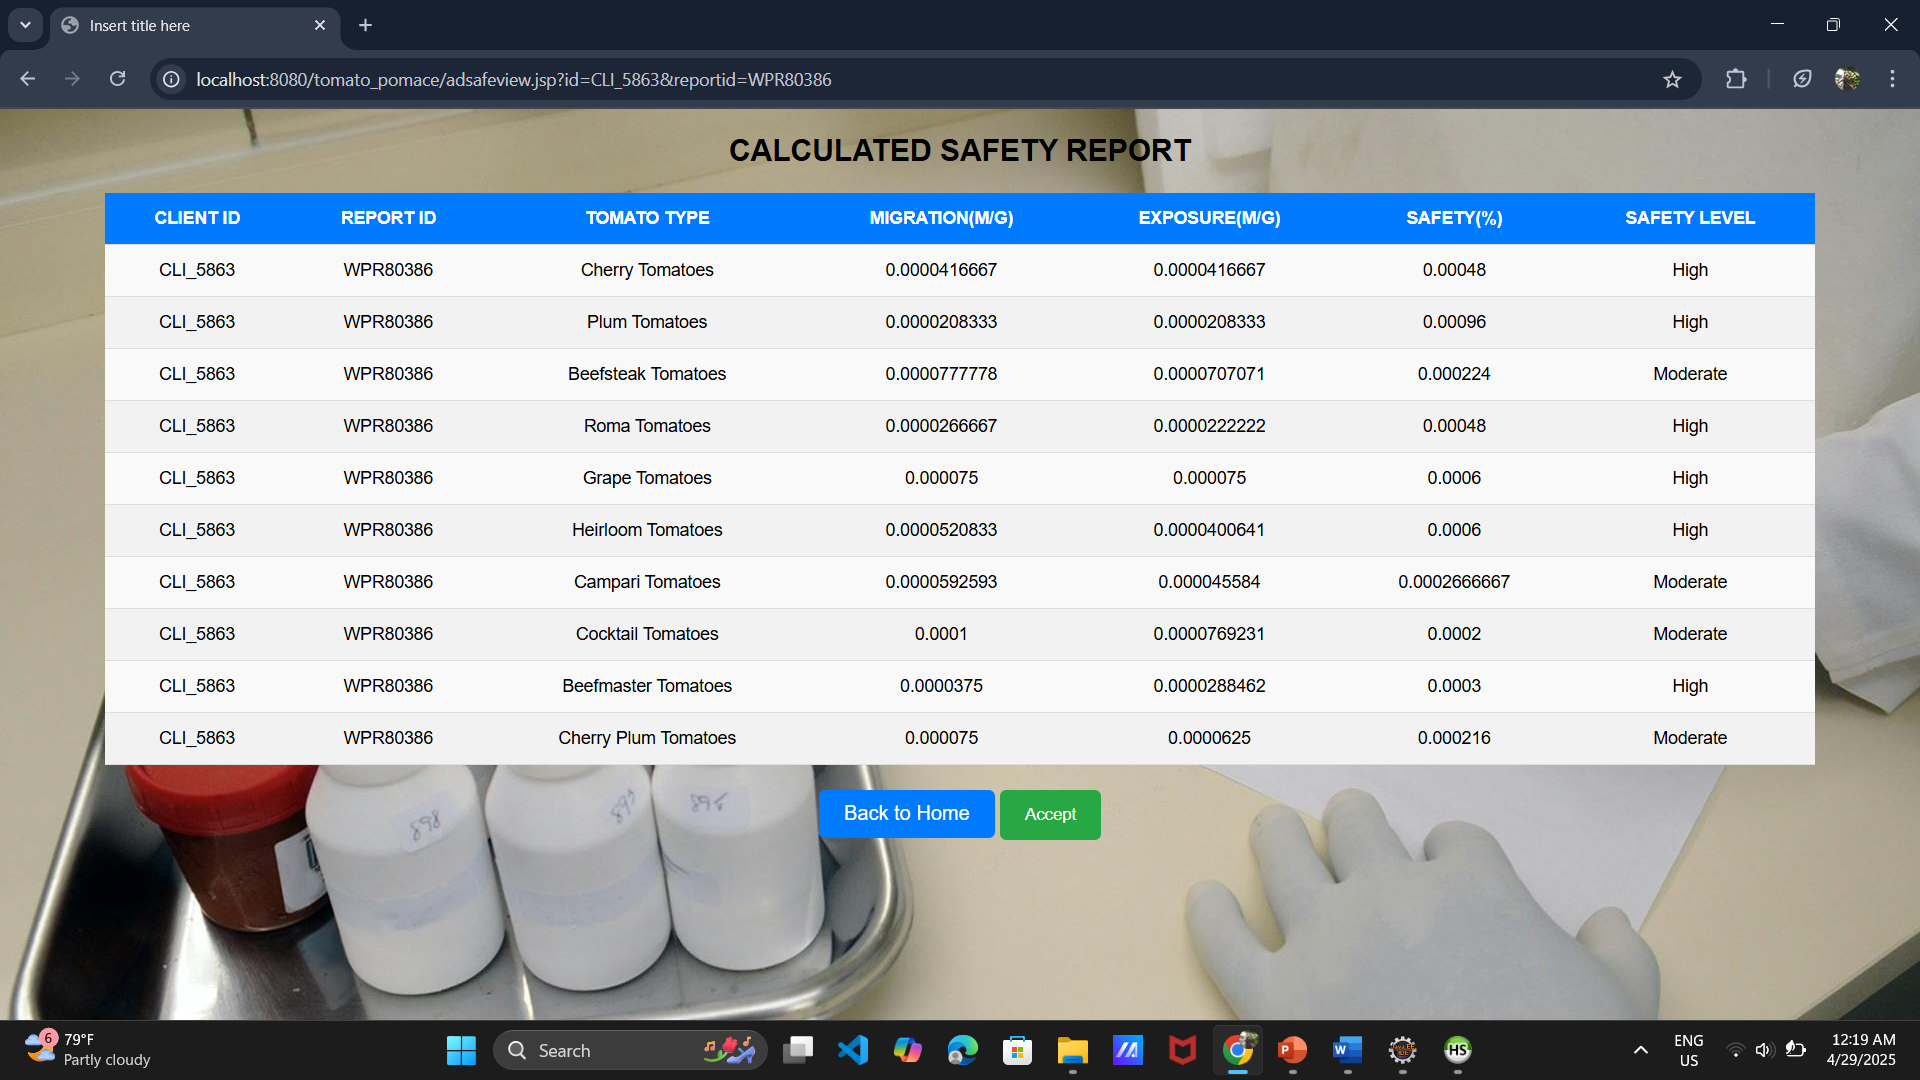 Insert title here
localhost:8080/tomato_pomace/adsafeview.jsp?id=CLI_5863&reportid=WPR80386
CALCULATED SAFETY REPORT
CLIENT ID REPORT ID TOMATO TYPE MIGRATION(M/G) EXPOSURE(M/G) SAFETY(%) SAFETY LEVEL
CLI_5863 WPR80386 Cherry Tomatoes 0.0000416667 0.0000416667 0.00048 High
CLI_5863 WPR80386 Plum Tomatoes 0.0000208333 0.0000208333 0.00096 High
CLI_5863 WPR80386 Beefsteak Tomatoes 0.0000777778 0.0000707071 0.000224 Moderate
CLI_5863 WPR80386 Roma Tomatoes 0.0000266667 0.0000222222 0.00048 High
CLI_5863 WPR80386 Grape Tomatoes 0.000075 0.000075 0.0006 High
CLI_5863 WPR80386 Heirloom Tomatoes 0.0000520833 0.0000400641 0.0006 High
CLI_5863 WPR80386 Campari Tomatoes 0.0000592593 0.000045584 0.0002666667 Moderate
CLI_5863 WPR80386 Cocktail Tomatoes 0.0001 0.0000769231 0.0002 Moderate
CLI_5863 WPR80386 Beefmaster Tomatoes 0.0000375 0.0000288462 0.0003 High
CLI_5863 WPR80386 Cherry Plum Tomatoes 0.000075 0.0000625 0.000216 Moderate
Back to Home Accept
6 79°F
Partly cloudy
Search
P
W
HS
ENG
US
12:19 AM
4/29/2025